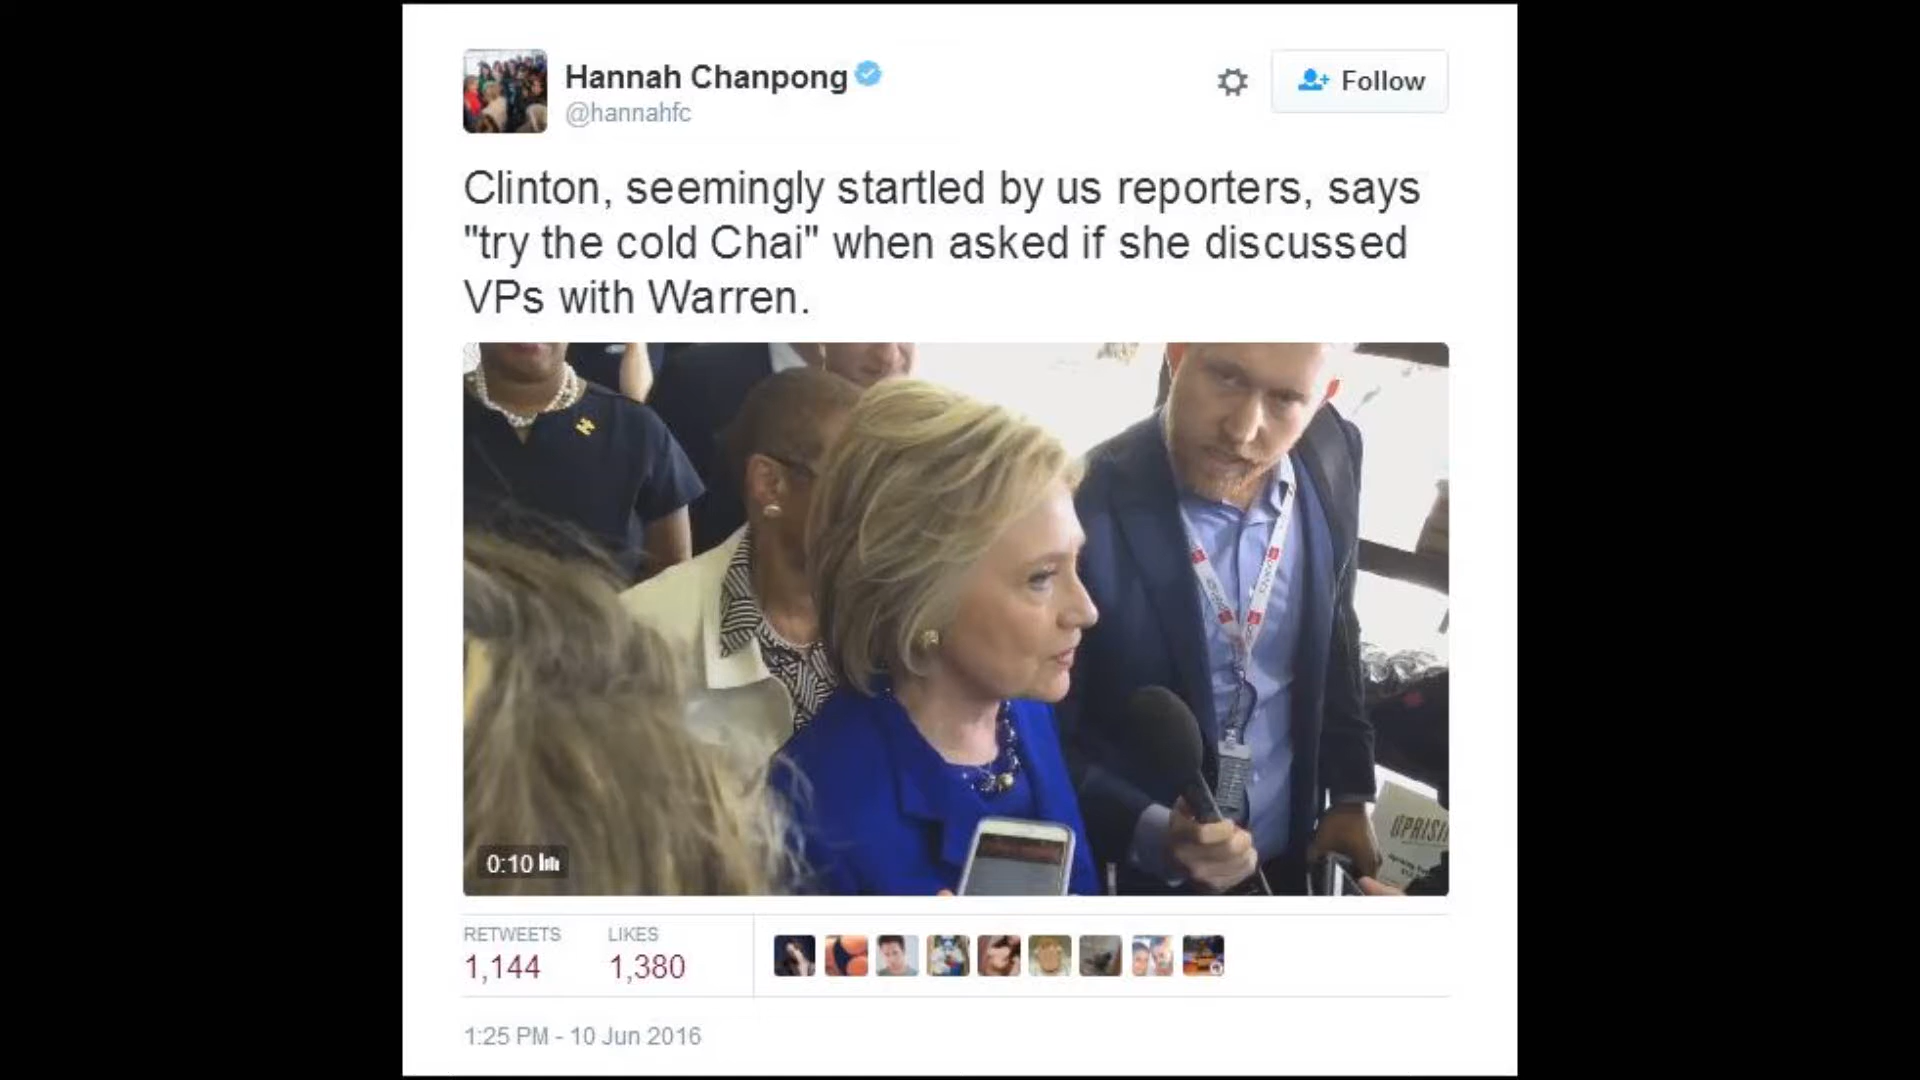 Hannah Chanpong
@hannahfc
Follow
Clinton, seemingly startled by us reporters, says
"try the cold Chai" when asked if she discussed
VPs with Warren.
UPRISI
0:10
RETWEETS
LIKES
1,144
1,380
1:25 PM - 10 Jun 2016